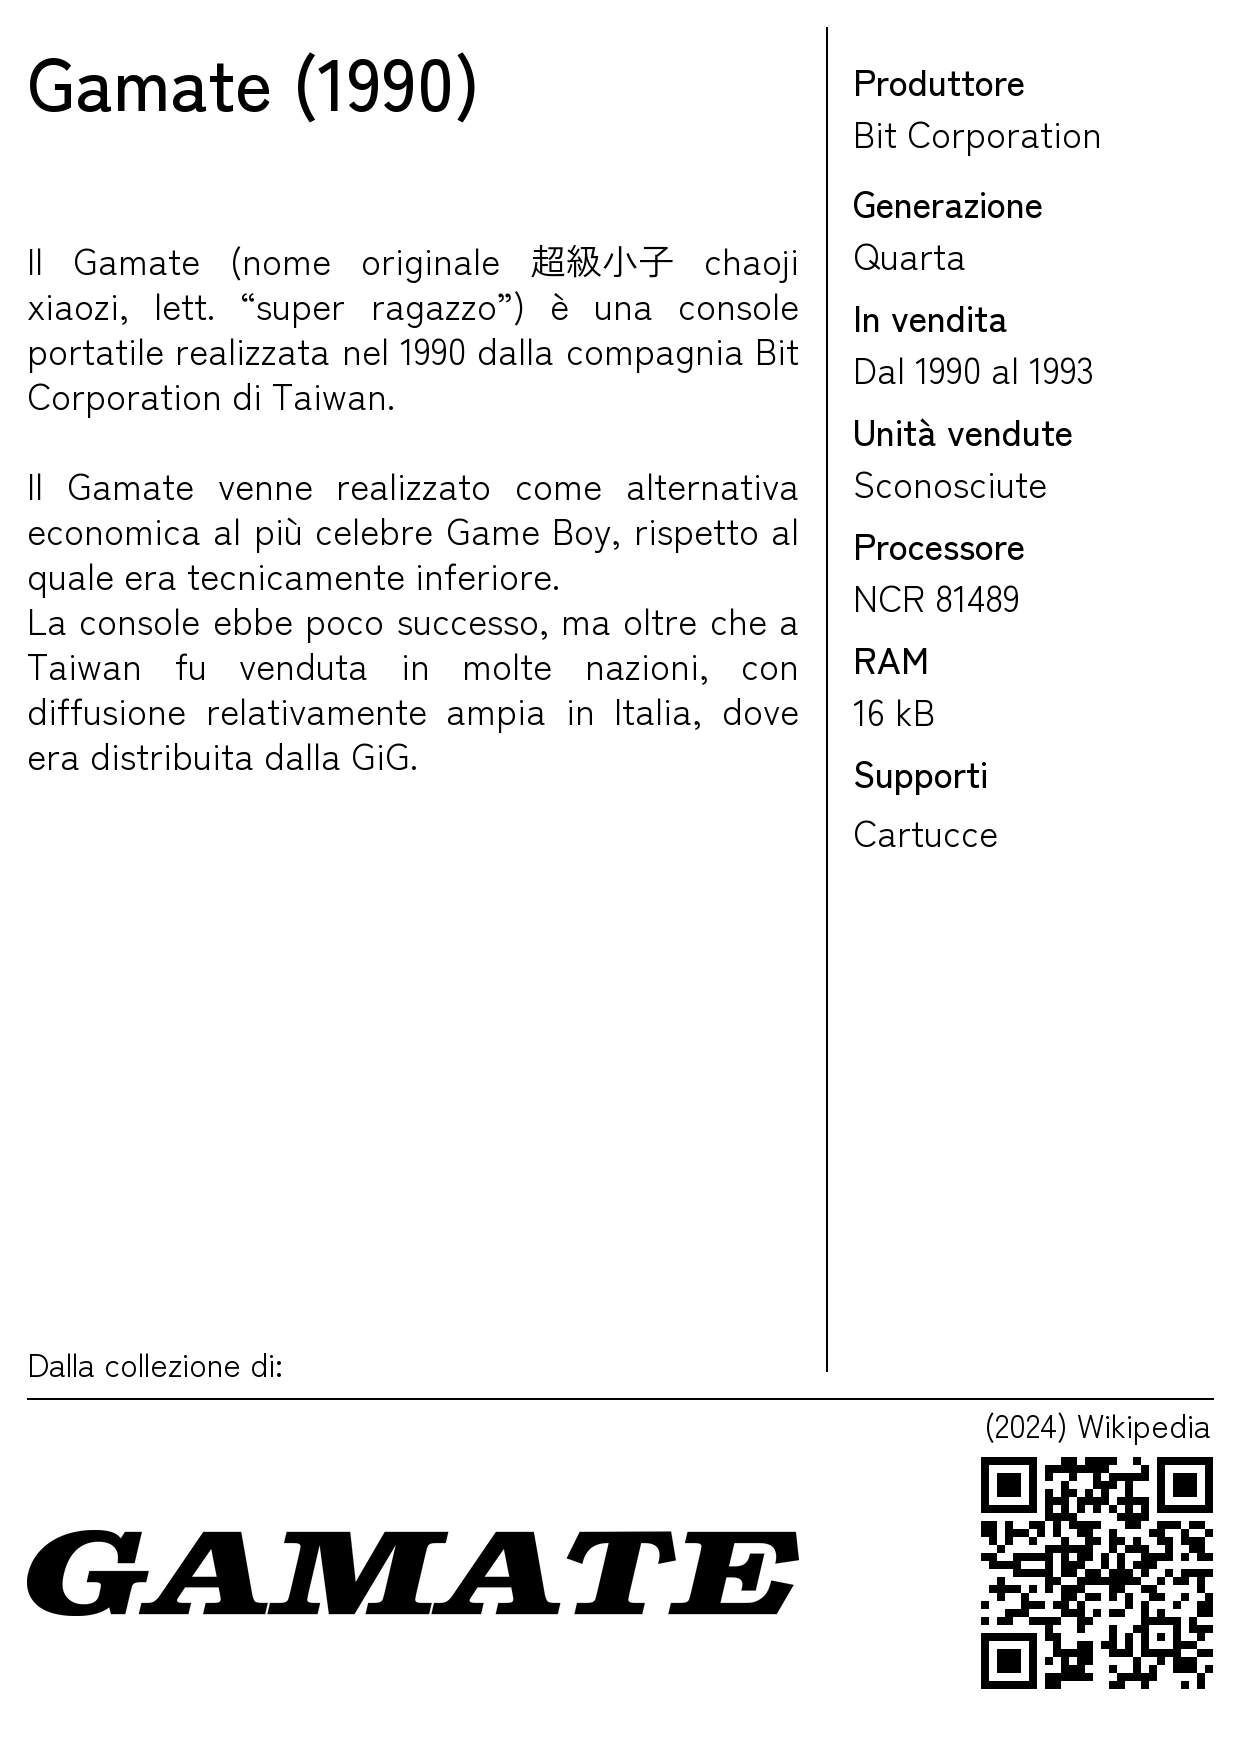 Gamate (1990)
Il Gamate (nome originale 超級小子 chaoji
xiaozi, lett. “super ragazzo”) è una console
portatile realizzata nel 1990 dalla compagnia Bit
Corporation di Taiwan.
Il Gamate venne realizzato come alternativa
economica al più celebre Game Boy, rispetto al
quale era tecnicamente inferiore.
La console ebbe poco successo, ma oltre che a
Taiwan fu venduta in molte nazioni, con
diffusione relativamente ampia in Italia, dove
era distribuita dalla GiG.
Dalla collezione di:
Produttore
Bit Corporation
Generazione
Quarta
In vendita
Dal 1990 al 1993
Unità vendute
Sconosciute
Processore
NCR 81489
RAM
16 kB
Supporti
Cartucce
(2024) Wikipedia
GAMATE